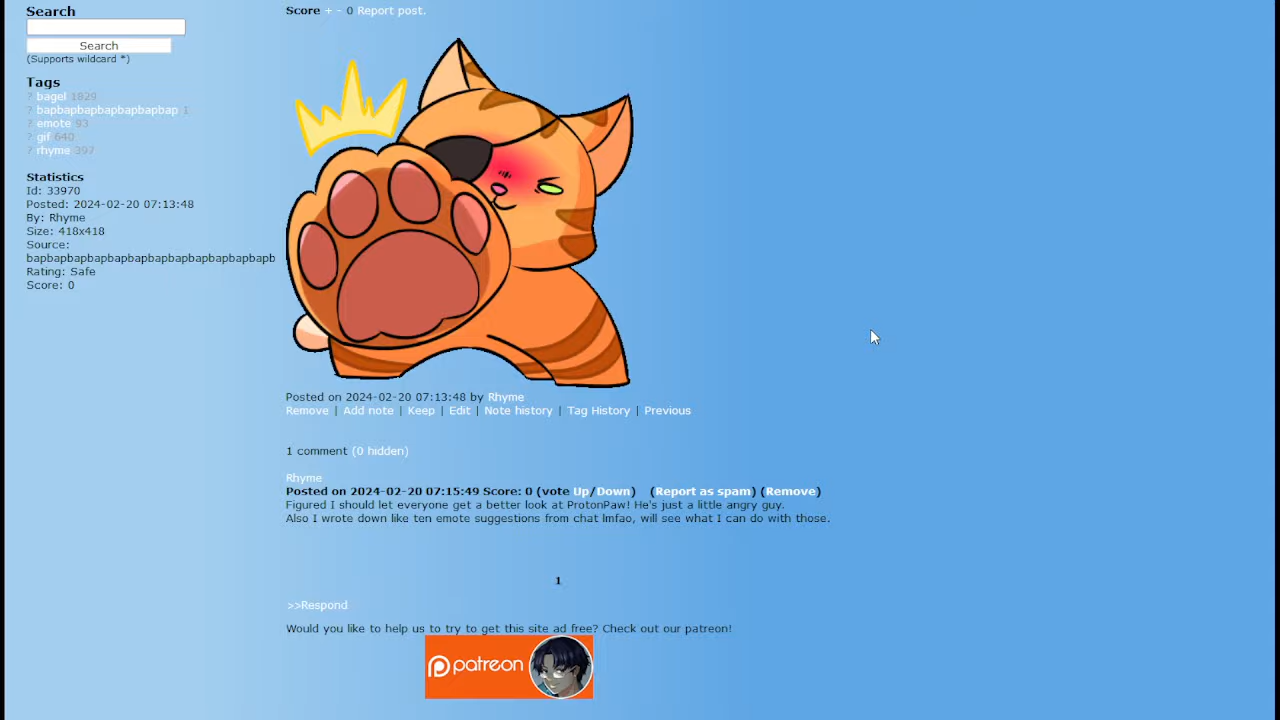 Search
Search
(Supports wildcard *)
Tags
? bagel 1829
? bapbapbapbapbapbapbap 1
? emote 93
? gif 640
? rhyme 397
Statistics
Id: 33970
Posted: 2024-02-20 07:13:48
By: Rhyme
Size: 418x418
Source:
bapbapbapbapbapbapbapbapbapbapbapbapb
Rating: Safe
Score: 0
Score + - 0 Report post.
Posted on 2024-02-20 07:13:48 by Rhyme
Remove | Add note | Keep | Edit | Note history | Tag History | Previous
1 comment (0 hidden)
Rhyme
Posted on 2024-02-20 07:15:49 Score: 0 (vote Up/Down) (Report as spam) (Remove)
Figured I should let everyone get a better look at ProtonPaw! He's just a little angry guy.
Also I wrote down like ten emote suggestions from chat lmfao, will see what I can do with those.
1
>>Respond
Would you like to help us to try to get this site ad free? Check out our patreon!
patreon